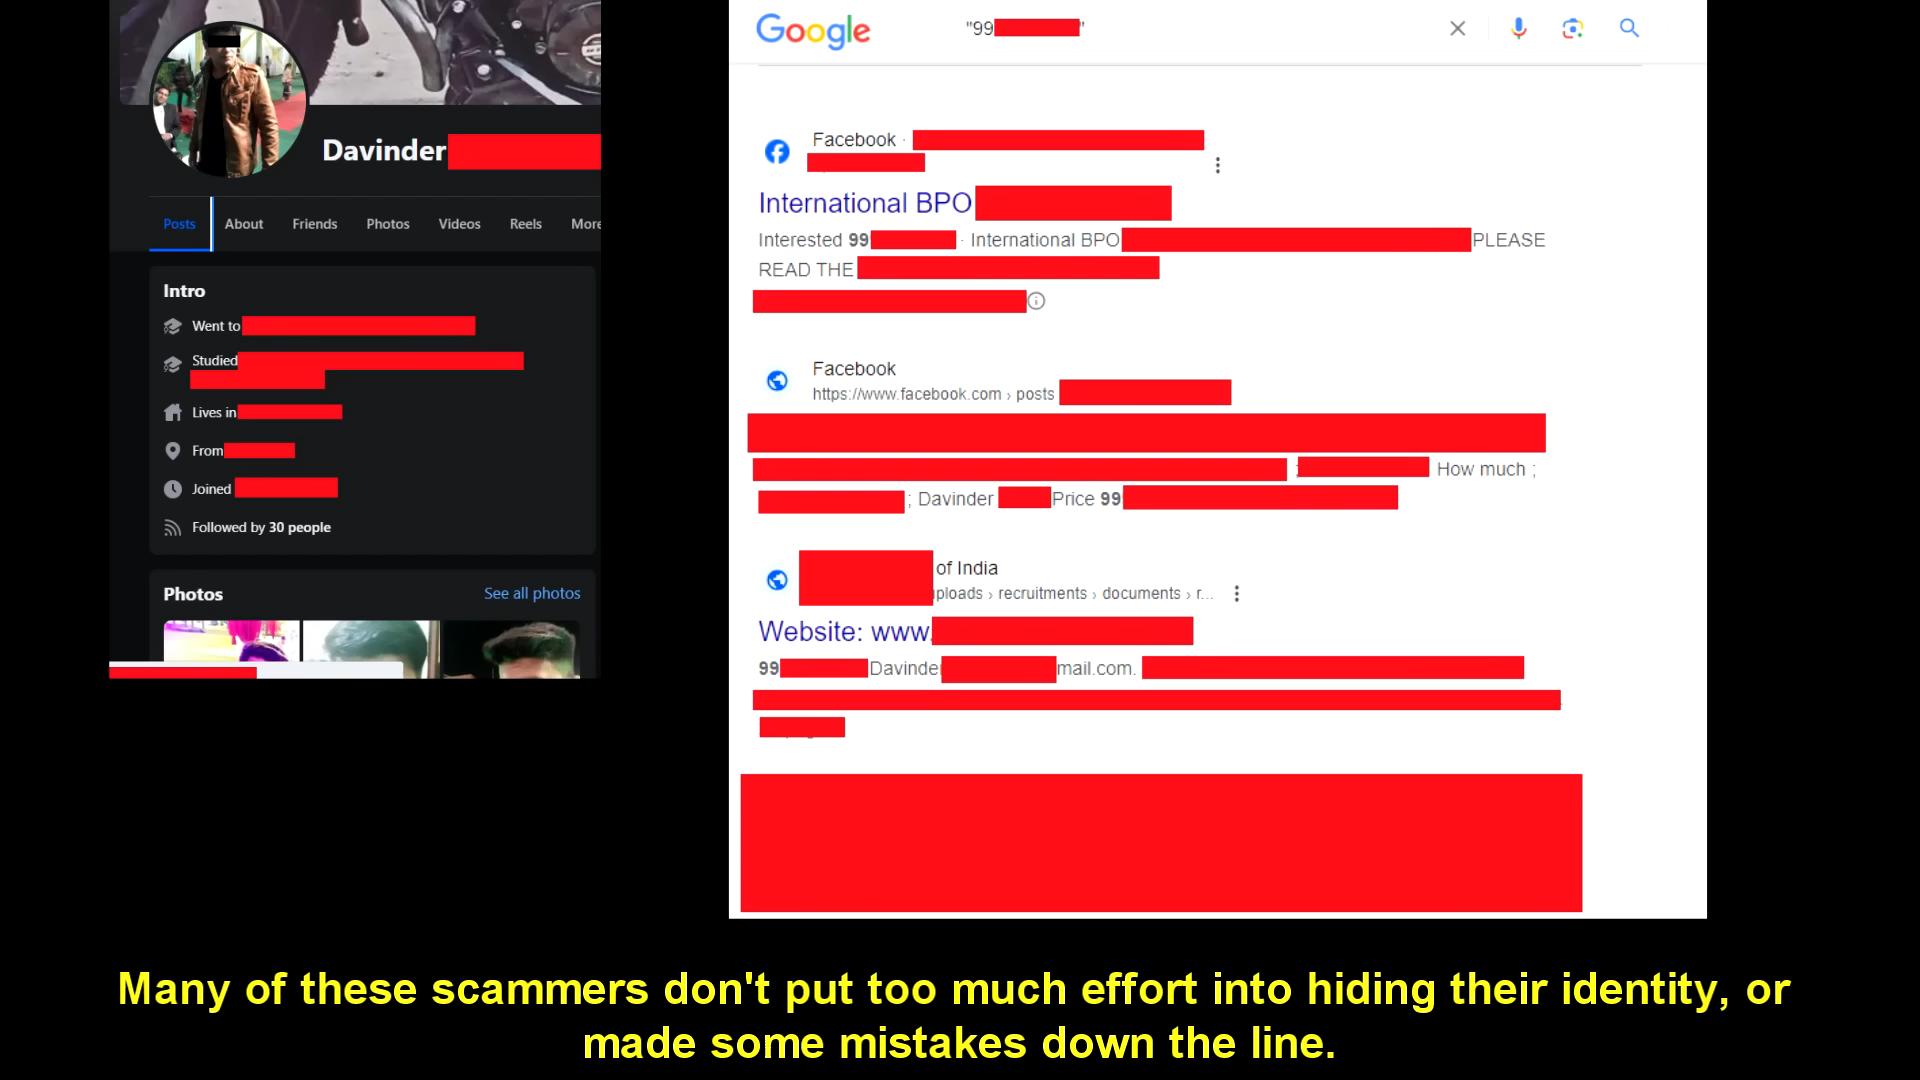 Davinder
Posts About Friends Photos Videos Reels More
Intro
Went to
Studied
Lives in
From
Joined
Followed by 30 people
Photos See all photos
Google "99 "
Facebook ·
International BPO
Interested 99 · International BPO PLEASE
READ THE
Facebook
https://www.facebook.com › posts
; How much ;
; Davinder Price 99
of India
ploads › recruitments › documents › r...
Website: www.
99 Davinder mail.com.
Many of these scammers don't put too much effort into hiding their identity, or
made some mistakes down the line.